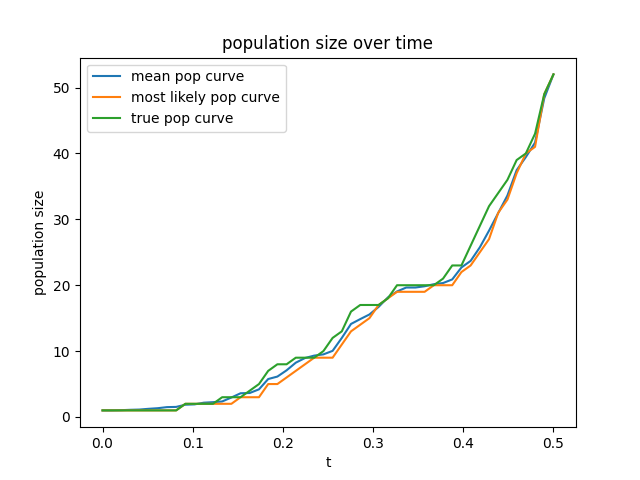 population size over time
mean pop curve
most likely pop curve
true pop curve
population size
50
40
30
20
10
0
0.0 0.1 0.2 0.3 0.4 0.5
t